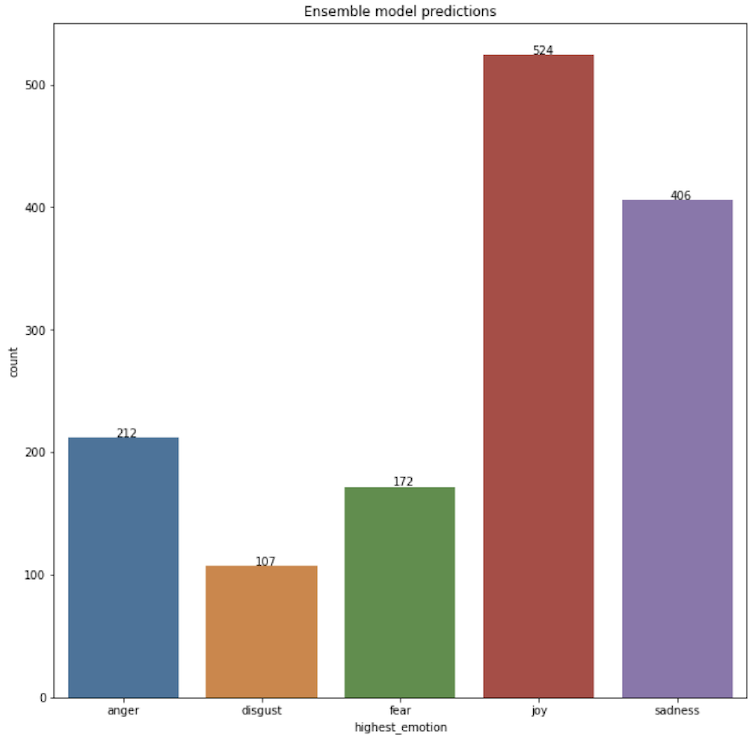 Ensemble model predictions
524
500
406
400
300
count
212
200
172
107
100
0
anger disgust fear joy sadness
highest_emotion